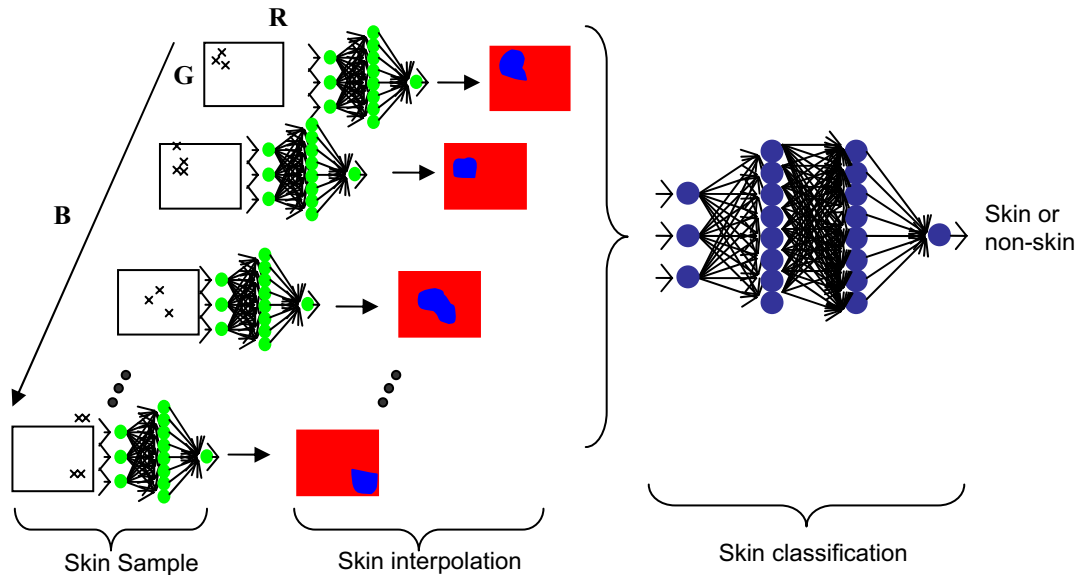 R
G
B
Skin or
non-skin
Skin Sample
Skin interpolation
Skin classification